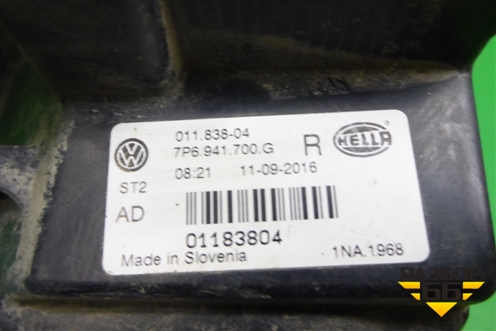 011.838-04
7P6.941.700.G R HELLA
08:21 11-09-2016
ST2
AD
01183804
Made in Slovenia 1NA.1968
66